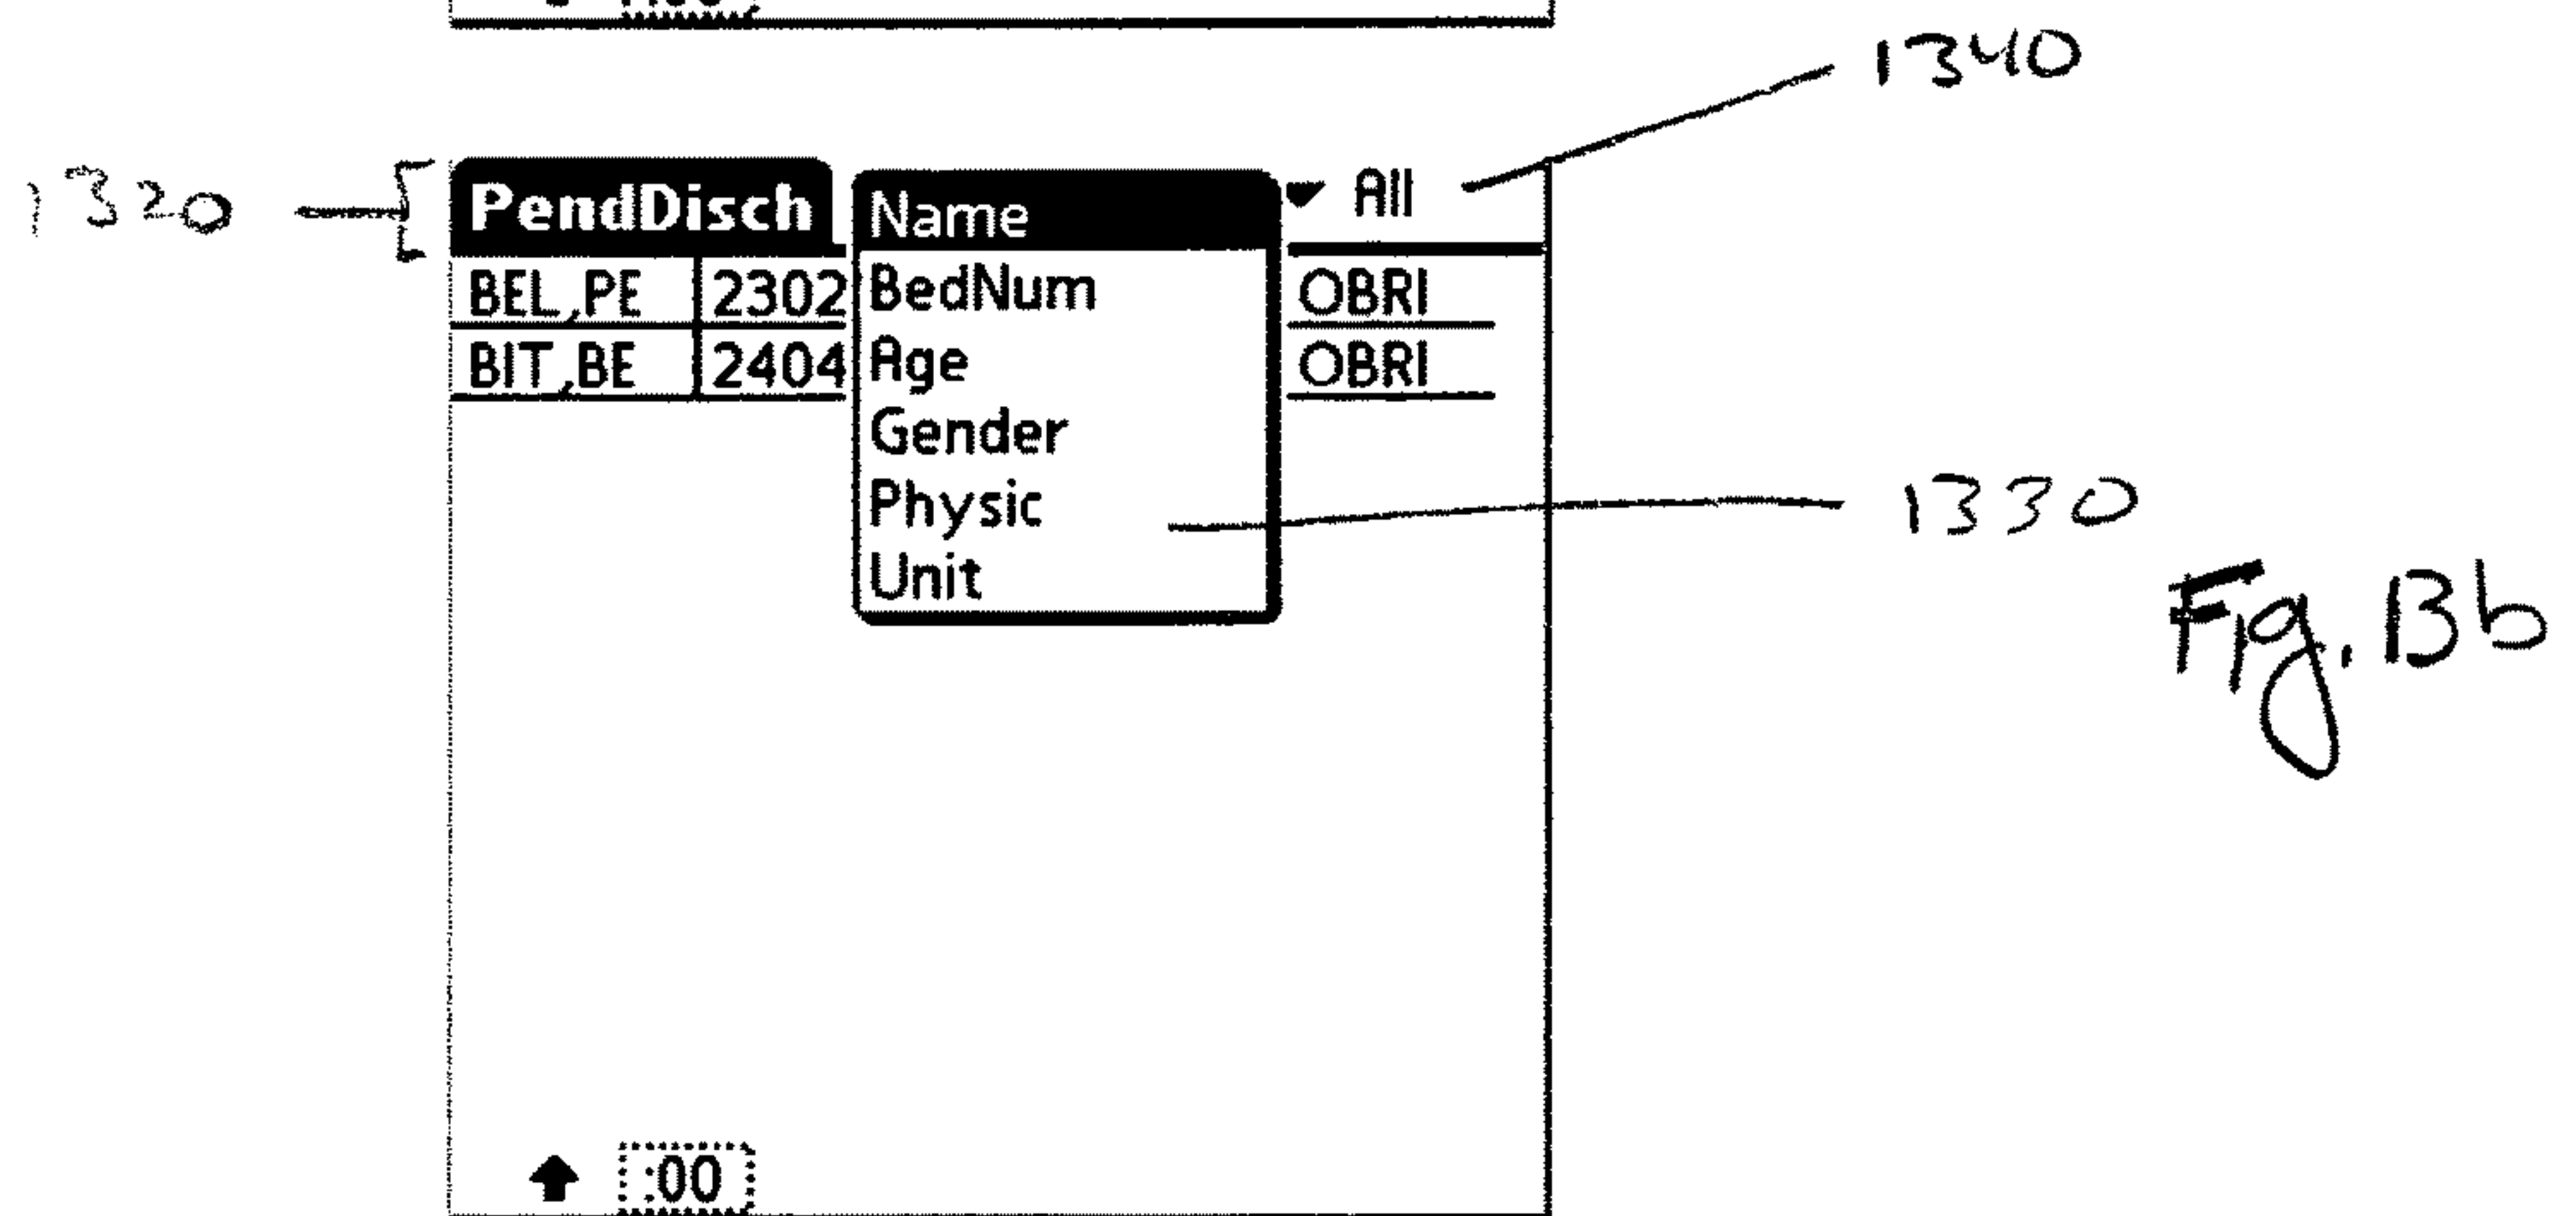 1340
1320 PendDisch Name All
BEL,PE 2302 BedNum OBRI
BIT,BE 2404 Age OBRI
Gender
Physic 1330
Unit
Fig. 13b
:00